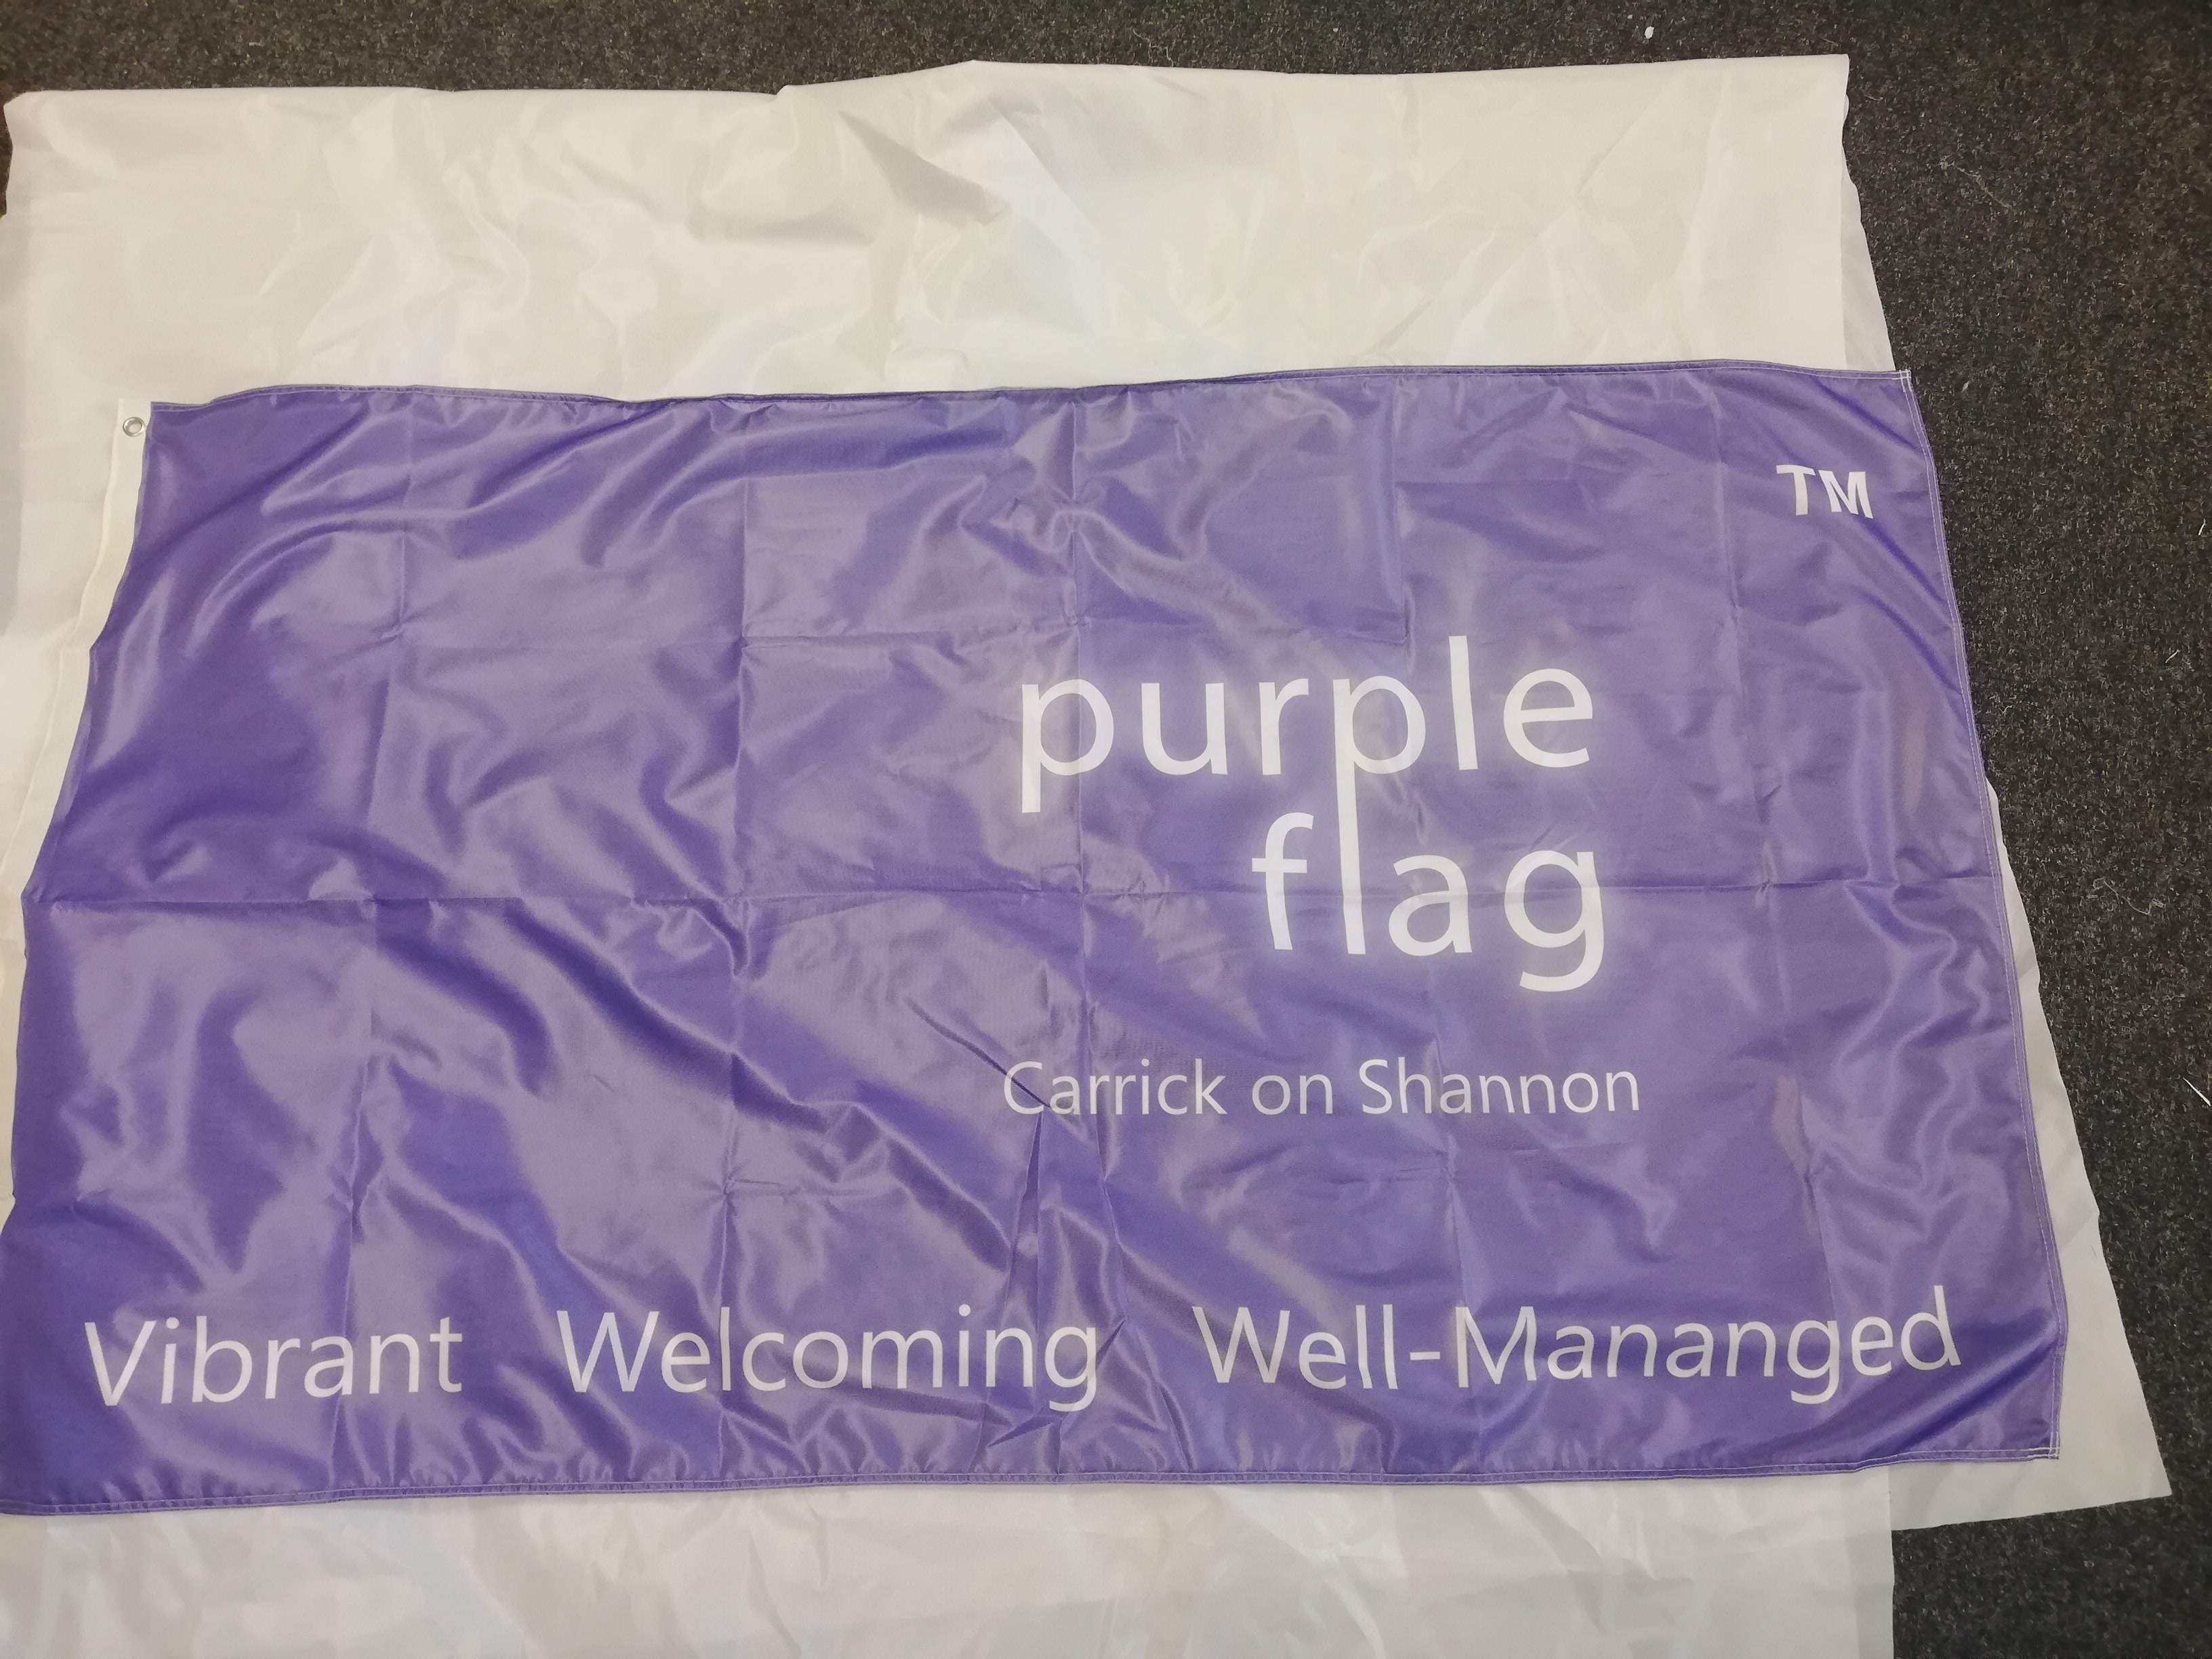 TM
purple
flag
Carrick on Shannon
Vibrant Welcoming Well-Mananged